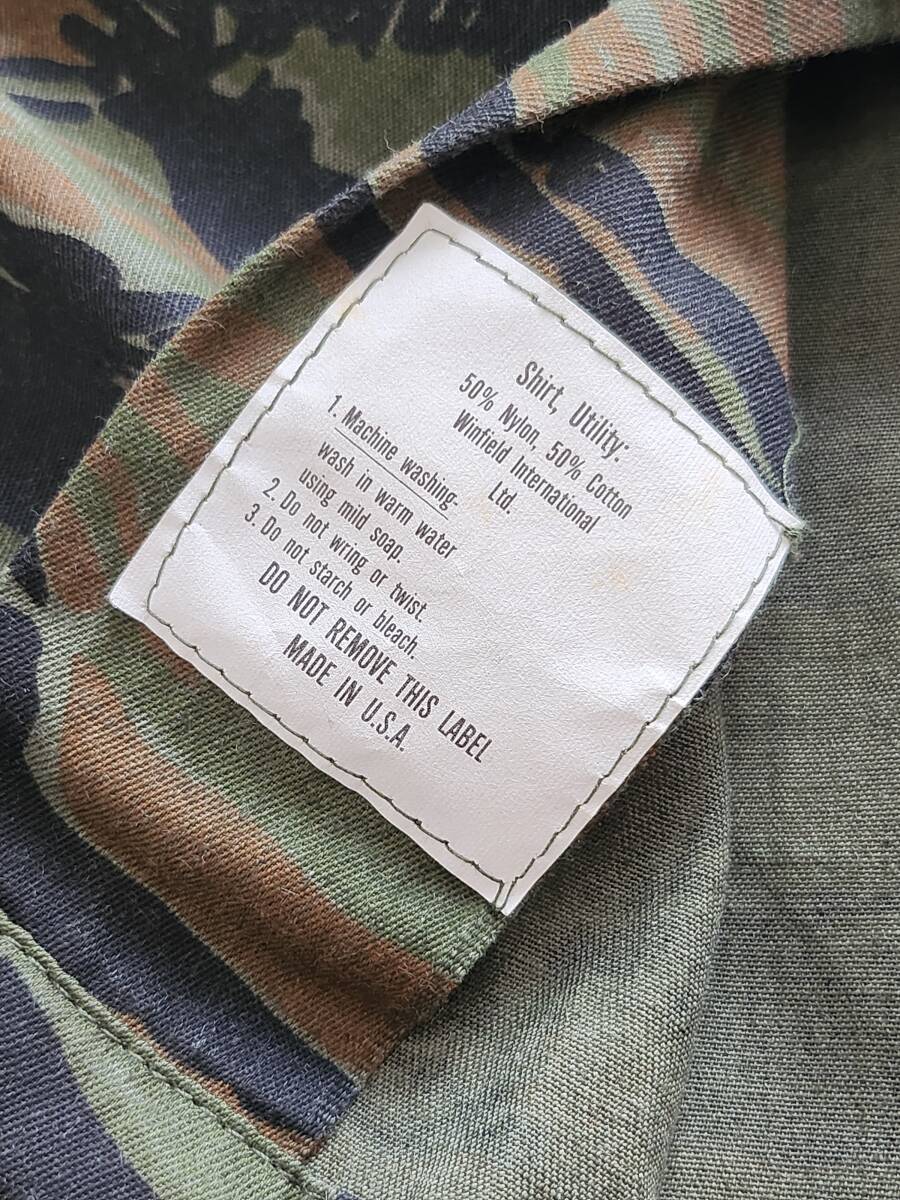 Shirt, Utility:
50% Nylon, 50% Cotton
Winfield International
Ltd.
1. Machine washing-
wash in warm water
using mild soap.
2. Do not wring or twist.
3. Do not starch or bleach.
DO NOT REMOVE THIS LABEL
MADE IN U.S.A.